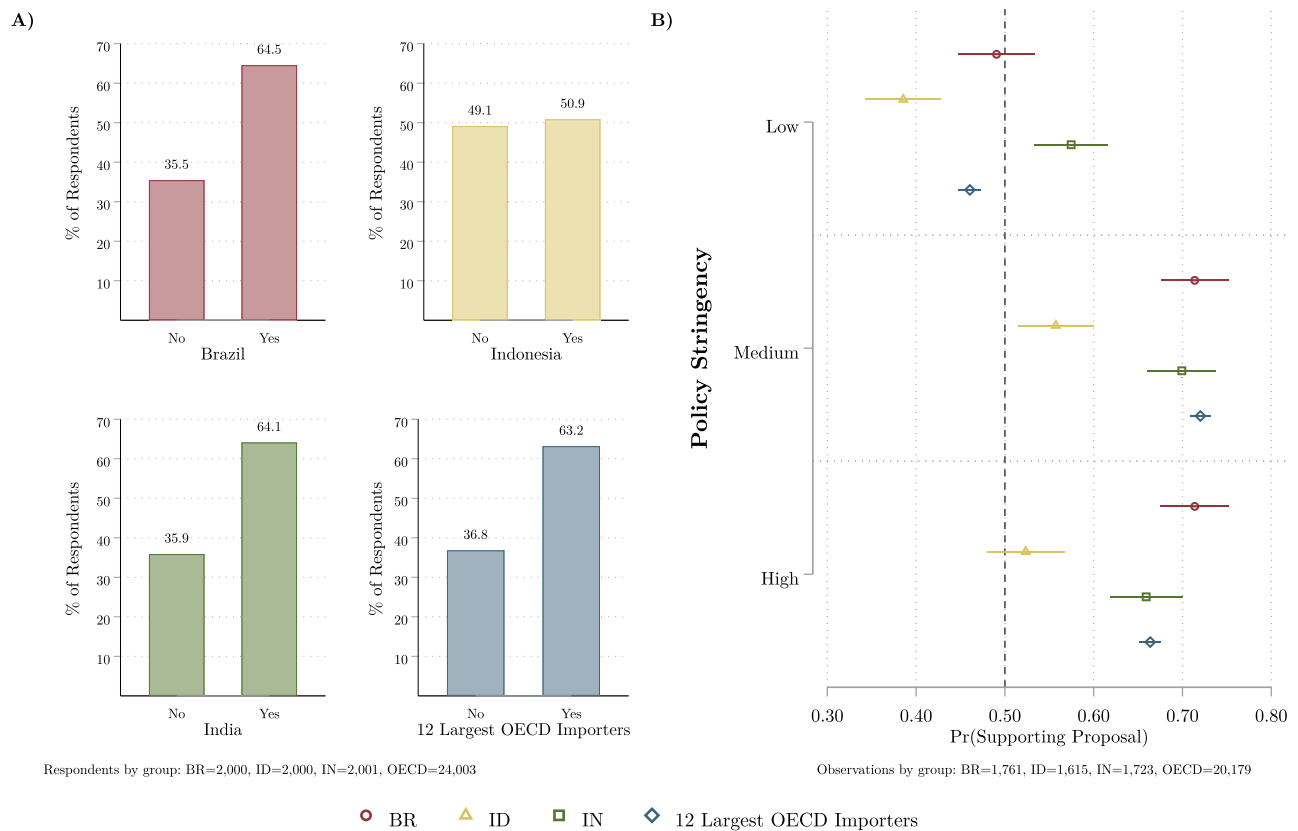 A)
70
60
50
40
30
20
10
% of Respondents
35.5
64.5
No
Yes
Brazil
70
60
50
40
30
20
10
% of Respondents
49.1
50.9
No
Yes
Indonesia
70
60
50
40
30
20
10
% of Respondents
35.9
64.1
No
Yes
India
70
60
50
40
30
20
10
% of Respondents
36.8
63.2
No
Yes
12 Largest OECD Importers
Respondents by group: BR=2,000, ID=2,000, IN=2,001, OECD=24,003
B)
Policy Stringency
Low
Medium
High
0.30 0.40 0.50 0.60 0.70 0.80
Pr(Supporting Proposal)
Observations by group: BR=1,761, ID=1,615, IN=1,723, OECD=20,179
BR ID IN 12 Largest OECD Importers